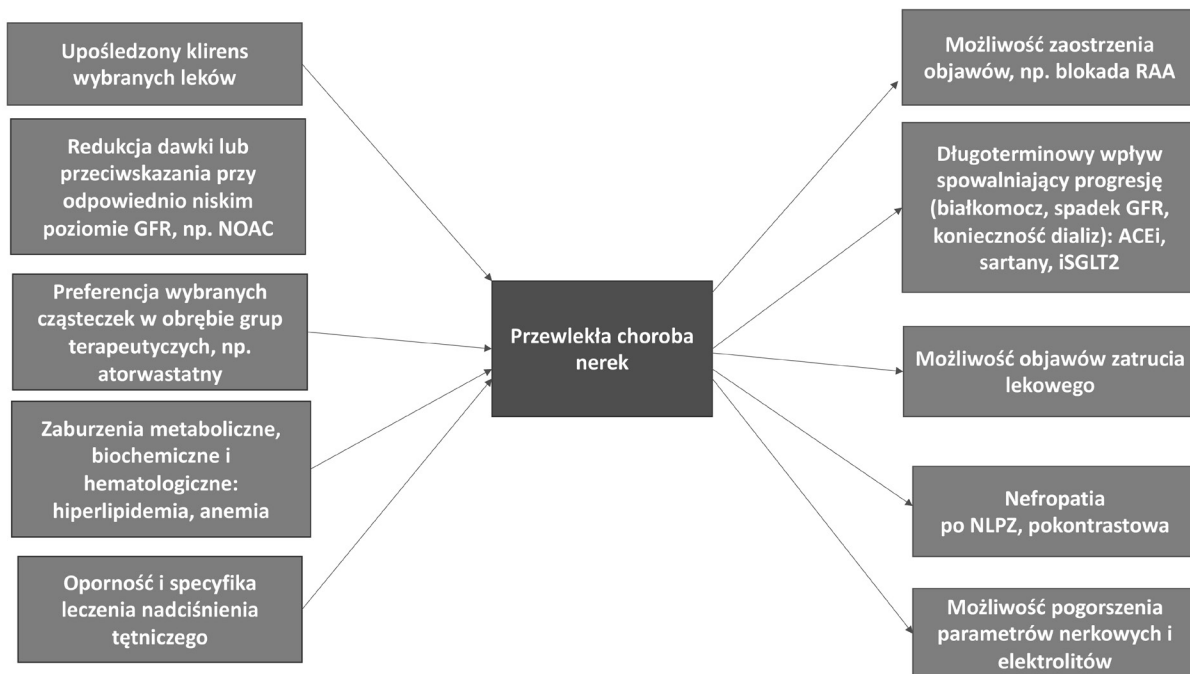 Upośledzony klirens
wybranych leków
Redukcja dawki lub
przeciwskazania przy
odpowiednio niskim
poziomie GFR, np. NOAC
Preferencja wybranych
cząsteczek w obrębie grup
terapeutyczych, np.
atorwastatny
Zaburzenia metaboliczne,
biochemiczne i
hematologiczne:
hiperlipidemia, anemia
Oporność i specyfika
leczenia nadciśnienia
tętniczego
Przewlekła choroba
nerek
Możliwość zaostrzenia
objawów, np. blokada RAA
Długoterminowy wpływ
spowalniający progresję
(białkomocz, spadek GFR,
konieczność dializ): ACEi,
sartany, iSGLT2
Możliwość objawów zatrucia
lekowego
Nefropatia
po NLPZ, pokontrastowa
Możliwość pogorszenia
parametrów nerkowych i
elektrolitów